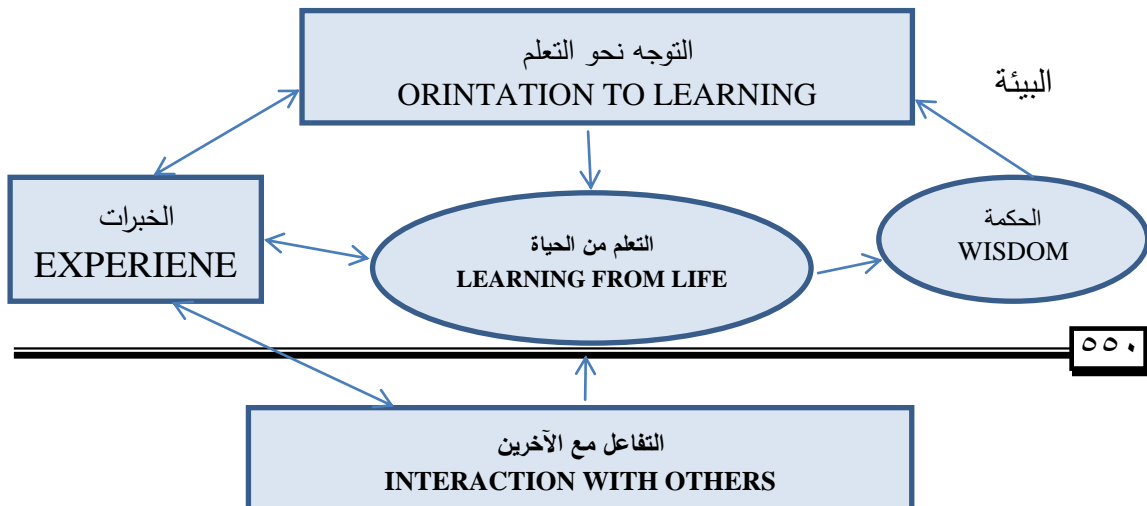 التوجه نحو التعلم
ORINTATION TO LEARNING
البيئة
الخبرات
EXPERIENE
التعلم من الحياة
LEARNING FROM LIFE
الحكمة
WISDOM
٥٥٠
التفاعل مع الآخرين
INTERACTION WITH OTHERS